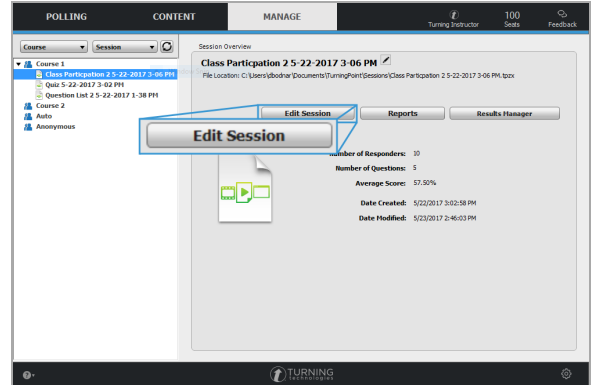 POLLING CONTENT MANAGE
Turning Instructor
100
Seats
Feedback
Course Session
Session Overview
Course 1
Class Particpation 2 5-22-2017 3-06 PM
Quiz 5-22-2017 3-02 PM
Question List 2 5-22-2017 1-38 PM
Course 2
Auto
Anonymous
Class Particpation 2 5-22-2017 3-06 PM
File Location: C:\Users\dbodnar\Documents\TurningPoint\Sessions\Class Particpation 2 5-22-2017 3-06 PM.tpzx
Edit Session Reports Results Manager
Edit Session
Number of Responders: 10
Number of Questions: 5
Average Score: 57.50%
Date Created: 5/22/2017 3:02:58 PM
Date Modified: 5/23/2017 2:46:03 PM
TURNING
technologies